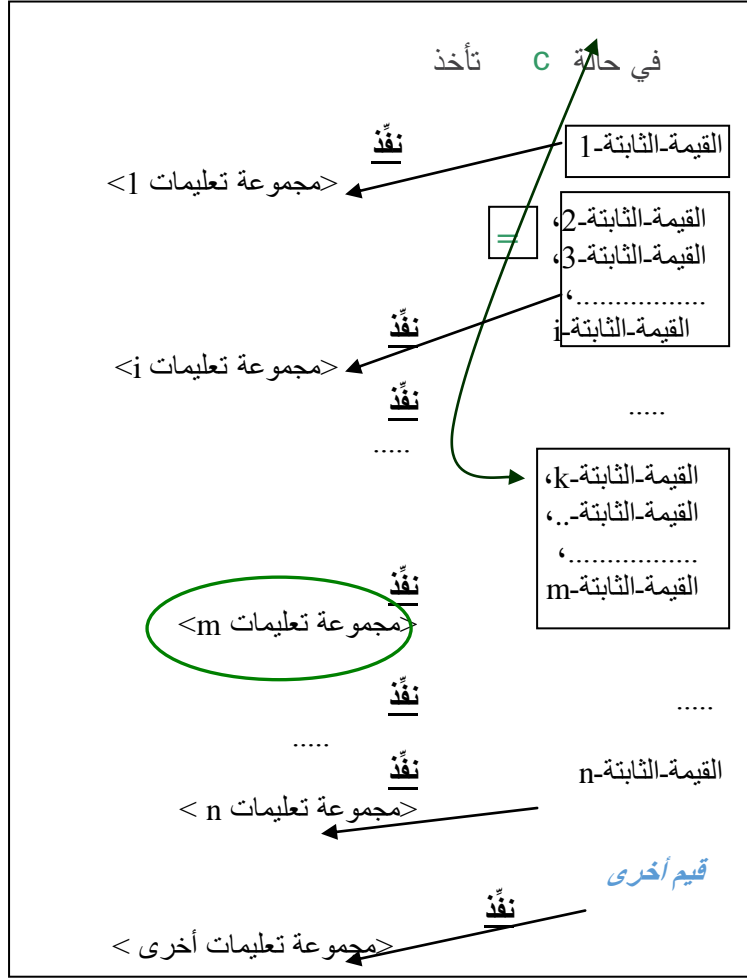 في حالة c تأخذ
القيمة-الثابتة-1 نفِّذ
<مجموعة تعليمات 1>
القيمة-الثابتة-2،
=
القيمة-الثابتة-3،
.................،
القيمة-الثابتة-i نفِّذ
<مجموعة تعليمات i>
..... نفِّذ
.....
القيمة-الثابتة-k،
القيمة-الثابتة-..،
.................،
القيمة-الثابتة-m نفِّذ
<مجموعة تعليمات m>
..... نفِّذ
.....
القيمة-الثابتة-n نفِّذ
<مجموعة تعليمات n >
قيم أخرى
نفِّذ
<مجموعة تعليمات أخرى >